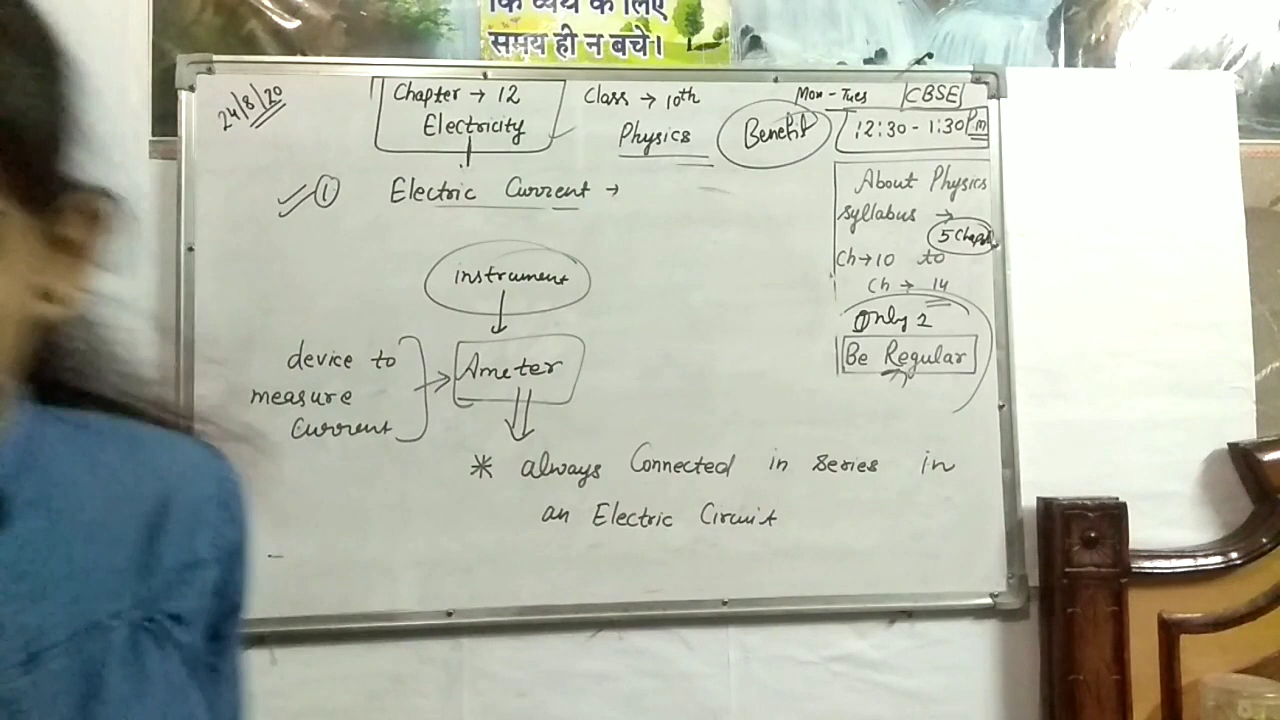 कि व्यर्थ के लिए
समय ही न बचे।
24/8/20
Chapter → 12
Electricity
Class → 10th
Physics
Benefit
Mon - Tues
CBSE
12:30 - 1:30 Pm
① Electric Current →
instrument
Ameter
device to
measure
Current
* always Connected in series in
an Electric Circuit
About Physics
syllabus →
5 Chap
Ch → 10 to
Ch → 14
Only 2
Be Regular